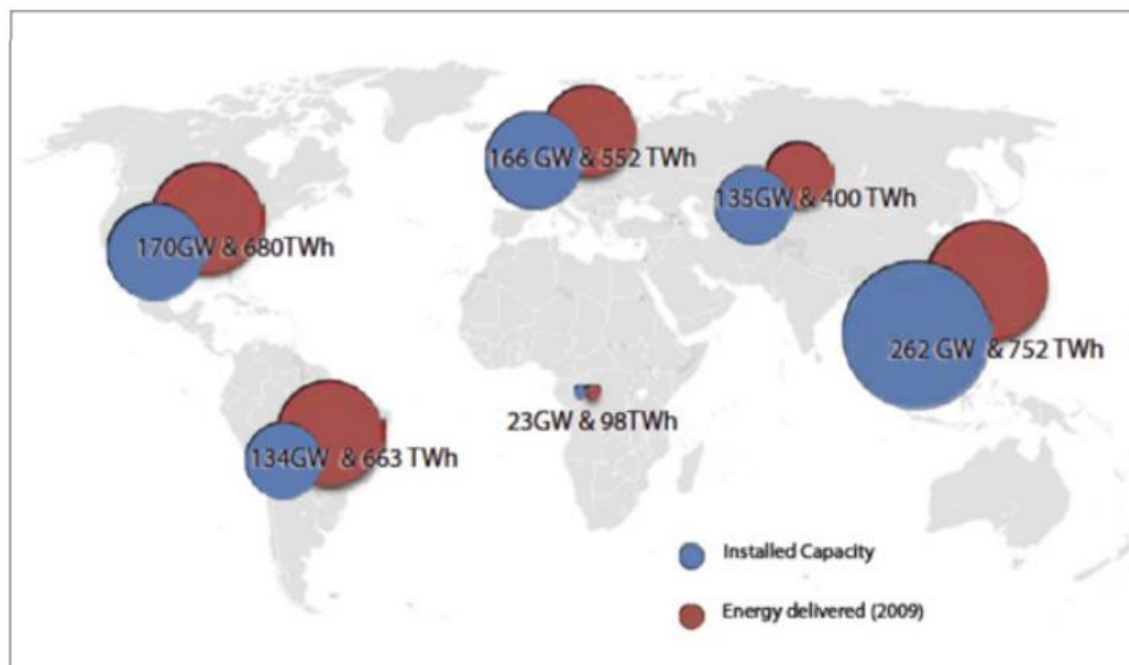 166 GW & 552 TWh
135GW & 400 TWh
170GW & 680TWh
262 GW & 752 TWh
23GW & 98TWh
134GW & 663 TWh
Installed Capacity
Energy delivered (2009)